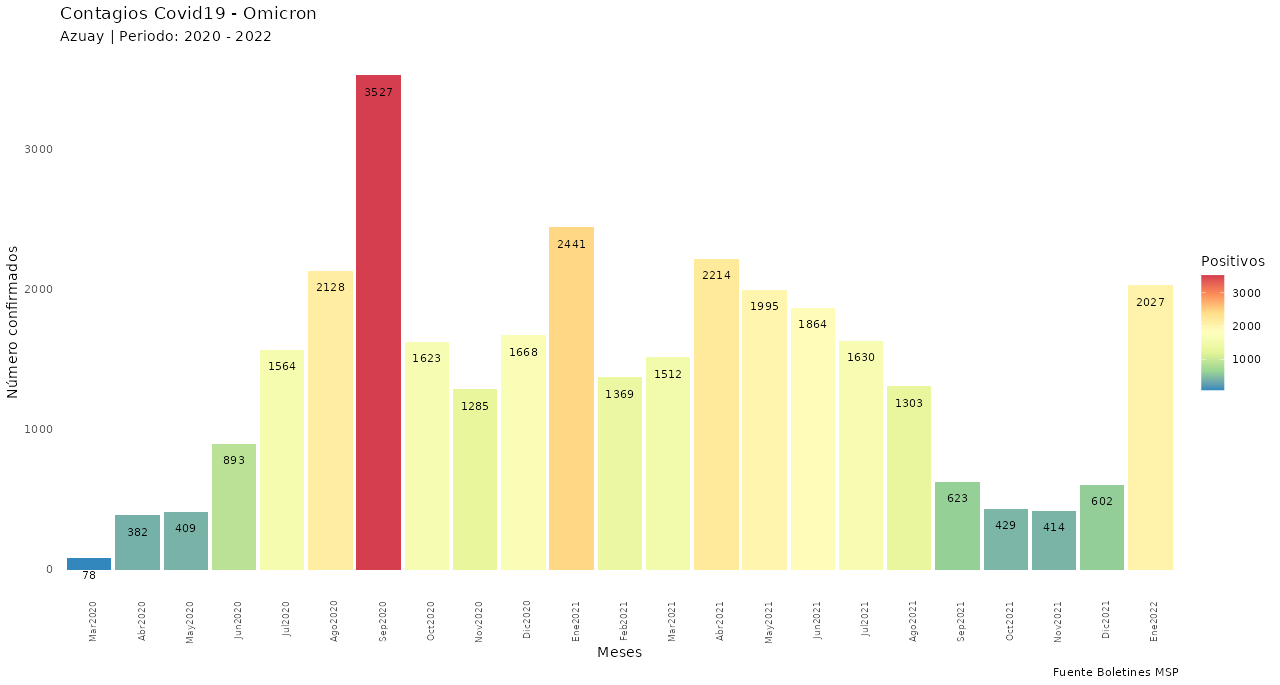 Contagios Covid19 - Omicron
Azuay | Periodo: 2020 - 2022
Número confirmados
3000
2000
1000
0
78
382
409
893
1564
2128
3527
1623
1285
1668
2441
1369
1512
2214
1995
1864
1630
1303
623
429
414
602
2027
Mar2020
Abr2020
May2020
Jun2020
Jul2020
Ago2020
Sep2020
Oct2020
Nov2020
Dic2020
Ene2021
Feb2021
Mar2021
Abr2021
May2021
Jun2021
Jul2021
Ago2021
Sep2021
Oct2021
Nov2021
Dic2021
Ene2022
Meses
Positivos
3000
2000
1000
Fuente Boletines MSP